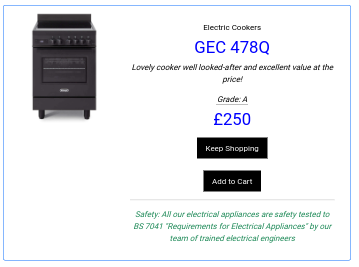 Electric Cookers
GEC 478Q
Lovely cooker well looked-after and excellent value at the
price!
Grade: A
£250
Keep Shopping
Add to Cart
Safety: All our electrical appliances are safety tested to
BS 7041 "Requirements for Electrical Appliances" by our
team of trained electrical engineers